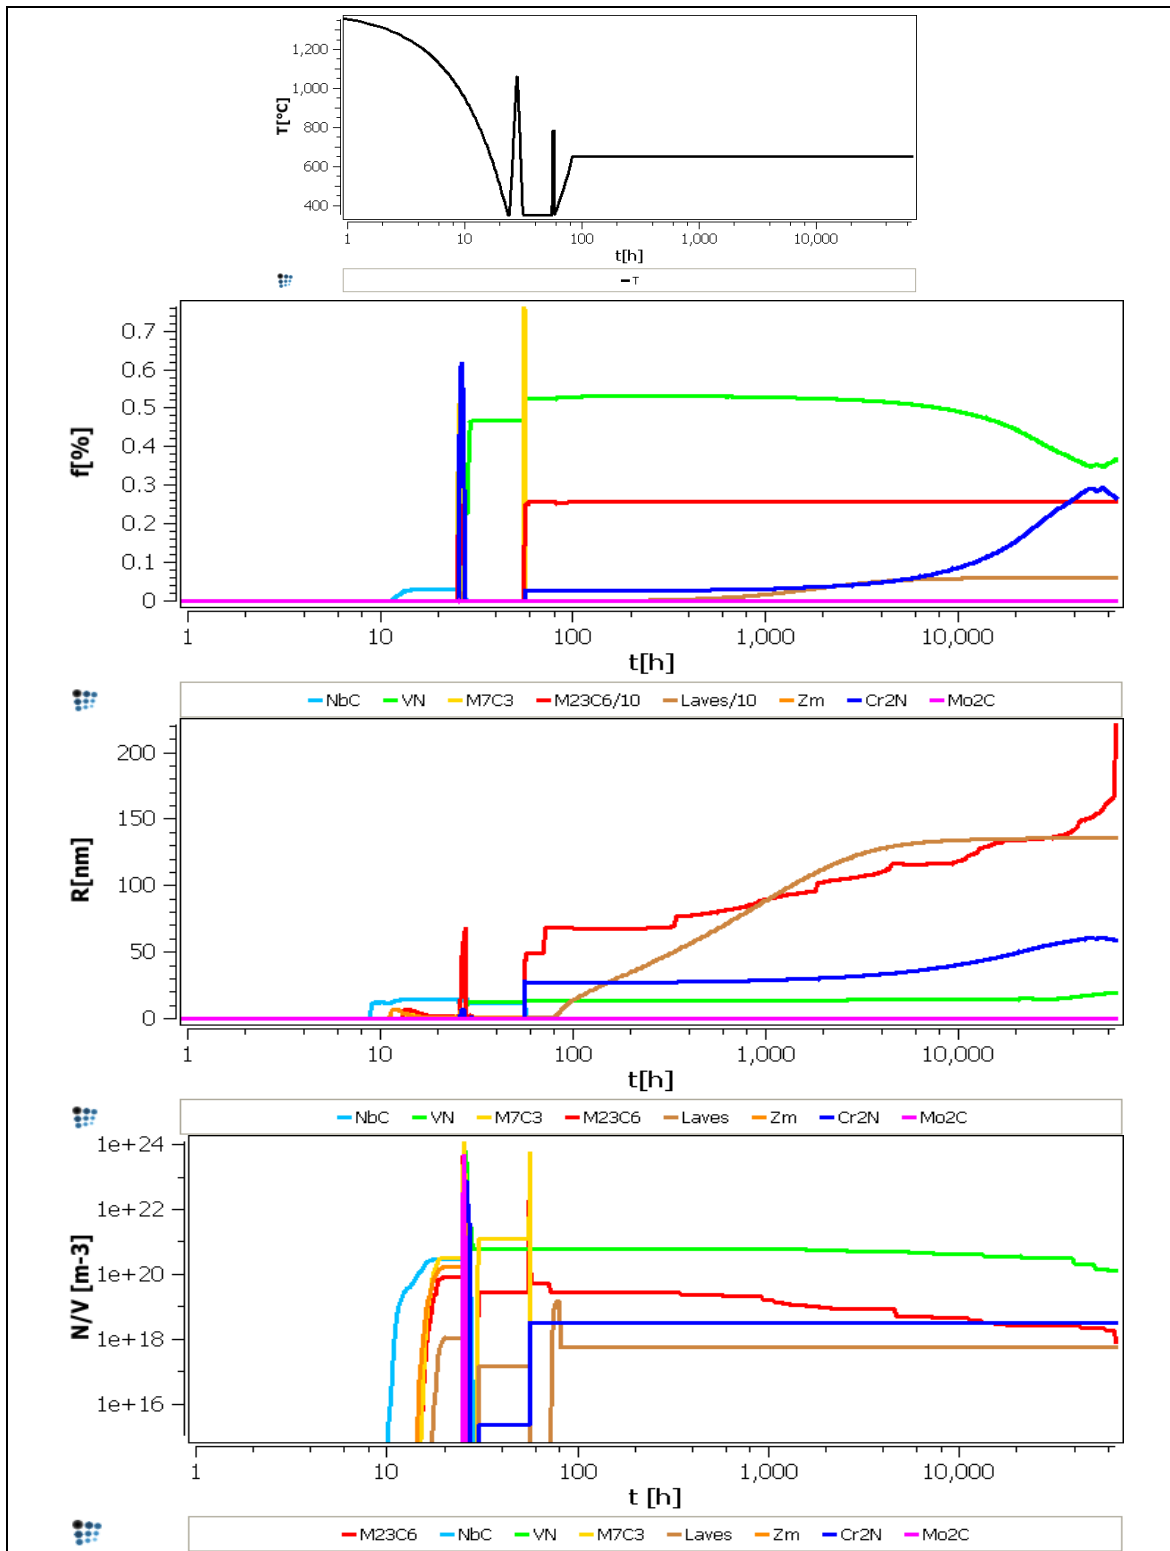 T[°C]
1,200
1,000
800
600
400
1 10 100 1,000 10,000
t[h]
T
f[%]
0.7
0.6
0.5
0.4
0.3
0.2
0.1
0
1 10 100 1,000 10,000
t[h]
NbC VN M7C3 M23C6/10 Laves/10 Zm Cr2N Mo2C
R[nm]
200
150
100
50
0
1 10 100 1,000 10,000
t[h]
NbC VN M7C3 M23C6 Laves Zm Cr2N Mo2C
N/V [m-3]
1e+24
1e+22
1e+20
1e+18
1e+16
1 10 100 1,000 10,000
t [h]
M23C6 NbC VN M7C3 Laves Zm Cr2N Mo2C